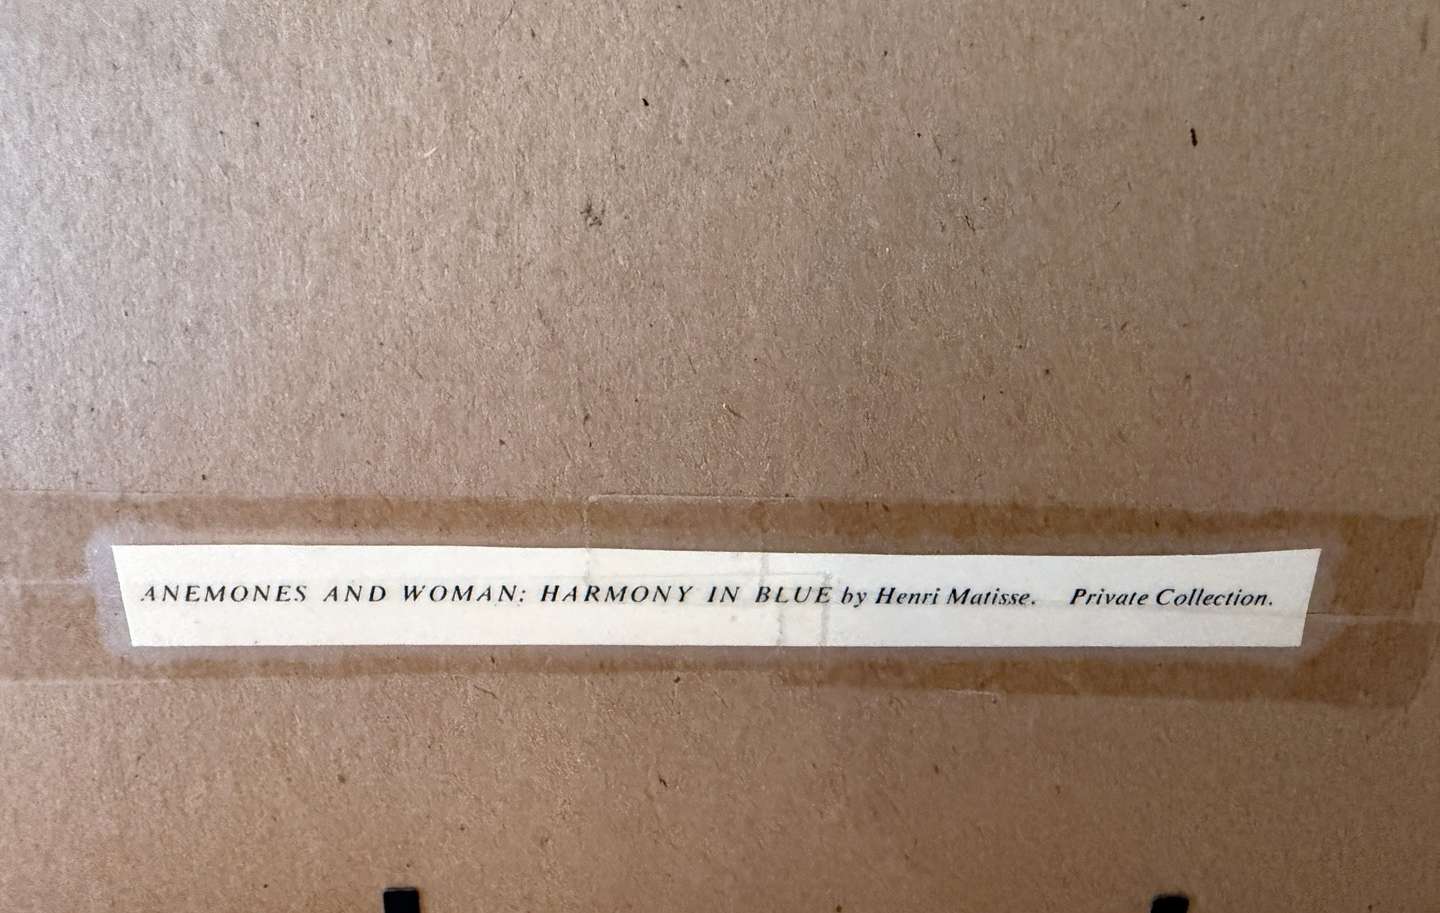 ANEMONES AND WOMAN: HARMONY IN BLUE by Henri Matisse. Private Collection.